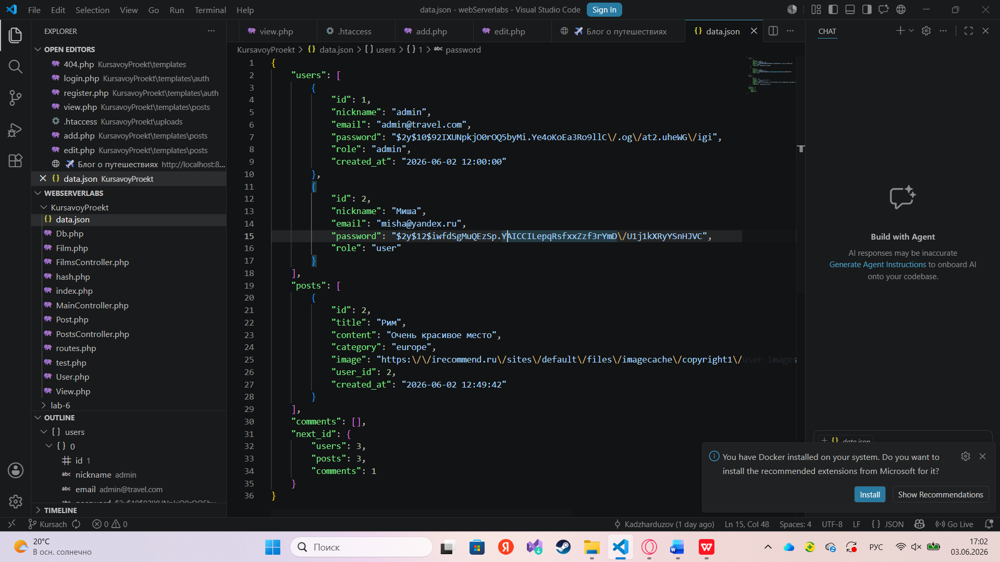 File Edit Selection View Go Run Terminal Help
data.json - webServerlabs - Visual Studio Code
Sign In
EXPLORER
OPEN EDITORS
404.php KursavoyProekt\templates
login.php KursavoyProekt\templates\auth
register.php KursavoyProekt\templates\auth
view.php KursavoyProekt\templates\posts
.htaccess KursavoyProekt\uploads
add.php KursavoyProekt\templates\posts
edit.php KursavoyProekt\templates\posts
Блог о путешествиях http://localhost:8...
data.json KursavoyProekt
WEBSERVERLABS
KursavoyProekt
data.json
Db.php
Film.php
FilmsController.php
hash.php
index.php
MainController.php
Post.php
PostsController.php
routes.php
test.php
User.php
View.php
lab-6
OUTLINE
[ ] users
{ } 0
id 1
abc nickname admin
abc email admin@travel.com
TIMELINE
view.php
.htaccess
add.php
edit.php
Блог о путешествиях
{} data.json
KursavoyProekt > {} data.json > [ ] users > { } 1 > abc password
1 {
2 "users": [
3 {
4 "id": 1,
5 "nickname": "admin",
6 "email": "admin@travel.com",
7 "password": "$2y$10$92IXUNpkjO0rOQ5byMi.Ye4oKoEa3Ro9llC\/.og\/at2.uheWG\/igi",
8 "role": "admin",
9 "created_at": "2026-06-02 12:00:00"
10 },
11 {
12 "id": 2,
13 "nickname": "Миша",
14 "email": "misha@yandex.ru",
15 "password": "$2y$12$iwfdSgMuQEzSp.YAICCILepqRsfxxZzf3rYmD\/U1j1kXRyYSnHJVC",
16 "role": "user"
17 }
18 ],
19 "posts": [
20 {
21 "id": 2,
22 "title": "Рим",
23 "content": "Очень красивое место",
24 "category": "europe",
25 "image": "https:\/\/irecommend.ru\/sites\/default\/files\/imagecache\/copyright1\/user-images
26 "user_id": 2,
27 "created_at": "2026-06-02 12:49:42"
28 }
29 ],
30 "comments": [],
31 "next_id": {
32 "users": 3,
33 "posts": 3,
34 "comments": 1
35 }
36 }
CHAT
Build with Agent
AI responses may be inaccurate
Generate Agent Instructions to onboard AI
onto your codebase.
{} data.json
You have Docker installed on your system. Do you want to
install the recommended extensions from Microsoft for it?
Install
Show Recommendations
Kursach
0 0
Kadzharduzov (1 day ago)
Ln 15, Col 48
Spaces: 4
UTF-8
LF
{ } JSON
Go Live
20°C
В осн. солнечно
Поиск
РУС
17:02
03.06.2026